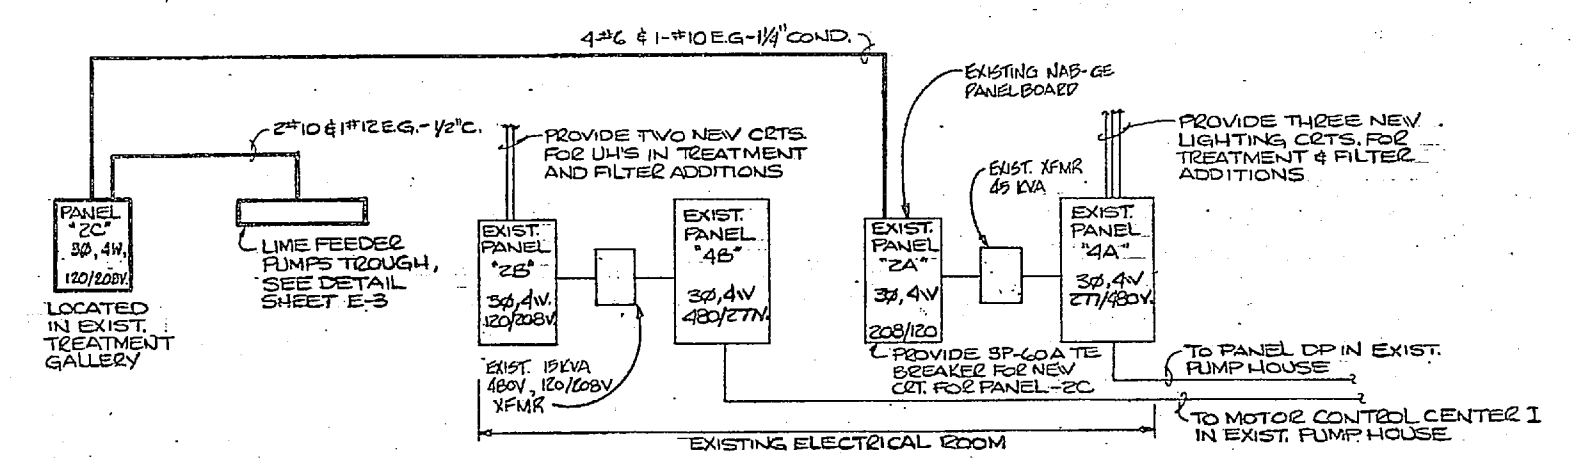 4-#6 & 1-#10 E.G-1¼" COND.
EXISTING NAB-GE
PANELBOARD
2#10 & 1#12 E.G.-1/2"C.
PROVIDE TWO NEW CRTS.
FOR UH'S IN TREATMENT
AND FILTER ADDITIONS
EXIST. XFMR
45 KVA
PROVIDE THREE NEW
LIGHTING CRTS. FOR
TREATMENT & FILTER
ADDITIONS
PANEL
"2C"
3Ø, 4W,
120/208V.
LOCATED
IN EXIST.
TREATMENT
GALLERY
LIME FEEDER
PUMPS TROUGH,
SEE DETAIL
SHEET E-3
EXIST.
PANEL
"2B"
3Ø,4W.
120/208V.
EXIST.
PANEL
"4B"
3Ø,4W
480/277V.
EXIST.
PANEL
"2A"
3Ø,4W
208/120
EXIST.
PANEL
"4A"
3Ø,4W
277/480V.
EXIST. 15KVA
480V, 120/208V
XFMR
PROVIDE 3P-60A TE
BREAKER FOR NEW
CRT. FOR PANEL-2C
TO PANEL DP IN EXIST.
PUMP HOUSE
TO MOTOR CONTROL CENTER I
IN EXIST. PUMP HOUSE
EXISTING ELECTRICAL ROOM